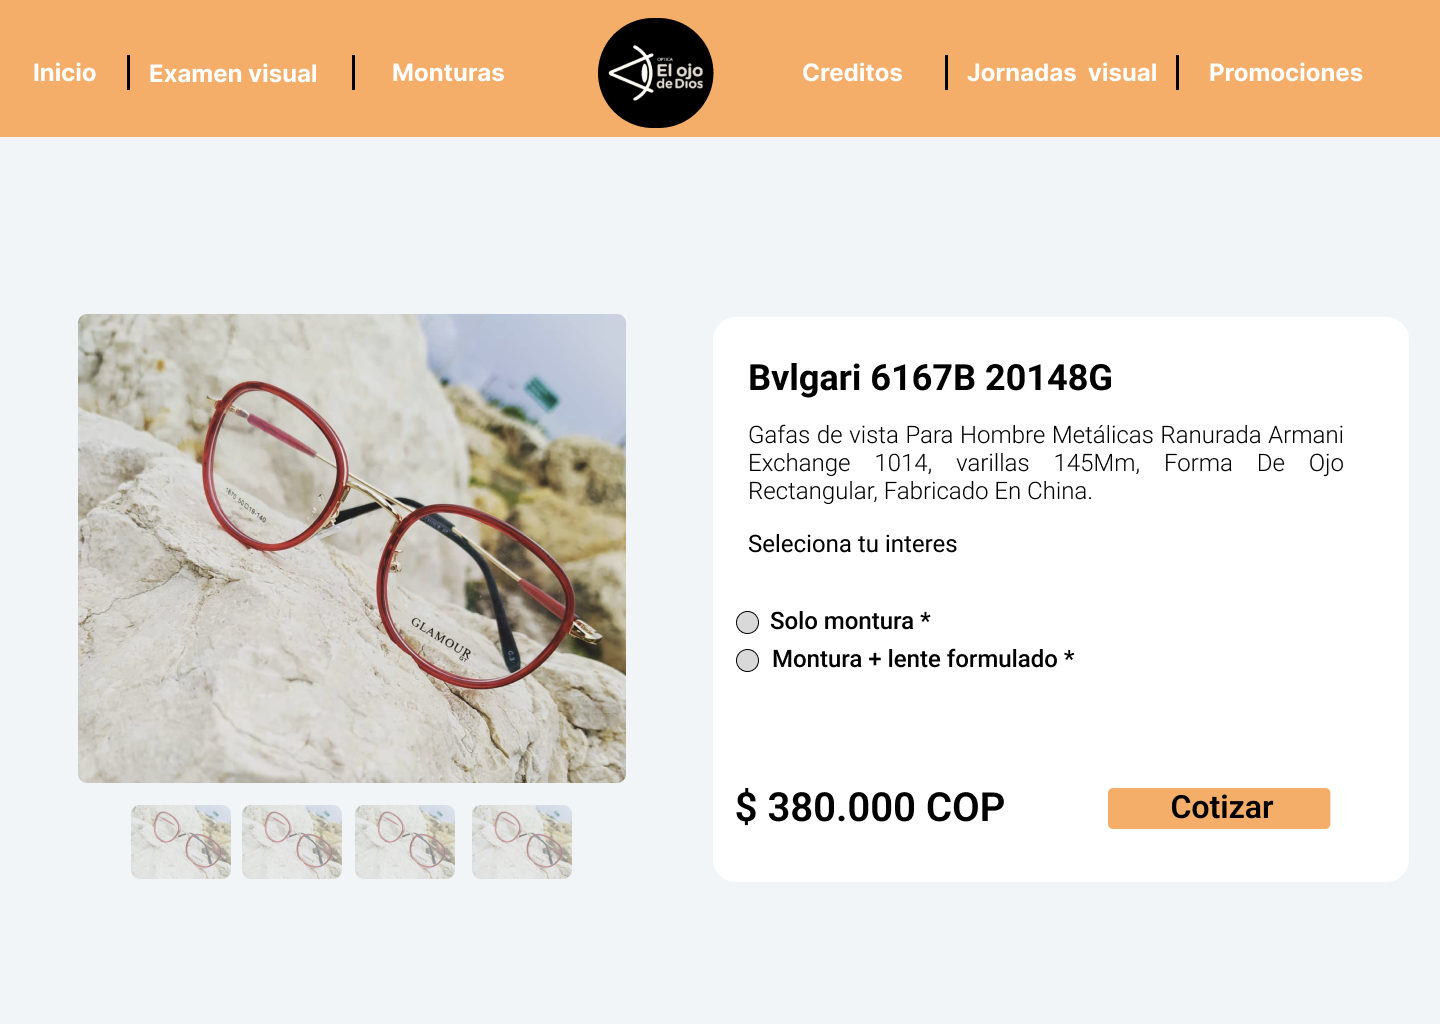 Inicio
Examen visual
Monturas
OPTICA
El ojo
de Dios
Creditos
Jornadas visual
Promociones
1870 50□19-140
GLAMOUR
Bvlgari 6167B 20148G
Gafas de vista Para Hombre Metálicas Ranurada Armani
Exchange 1014, varillas 145Mm, Forma De Ojo
Rectangular, Fabricado En China.
Seleciona tu interes
Solo montura *
Montura + lente formulado *
$ 380.000 COP
Cotizar